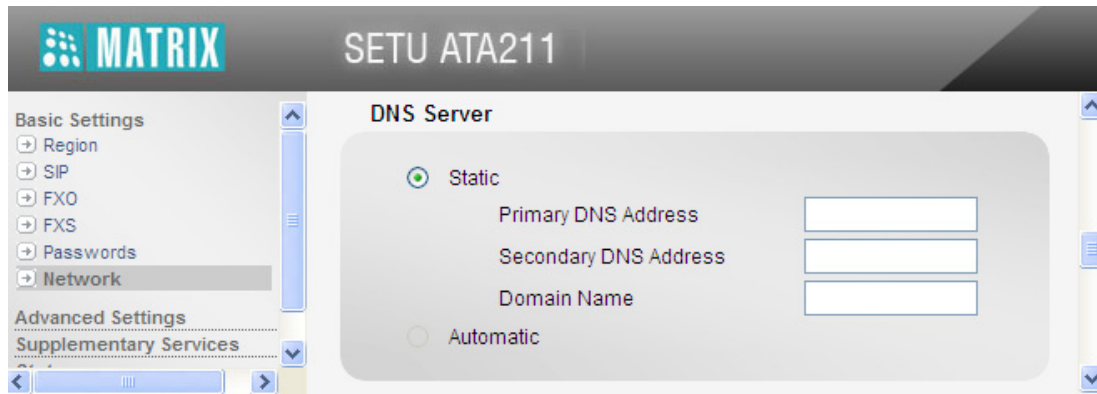 MATRIX
SETU ATA211
Basic Settings
Region
SIP
FXO
FXS
Passwords
Network
Advanced Settings
Supplementary Services
DNS Server
Static
Primary DNS Address
Secondary DNS Address
Domain Name
Automatic